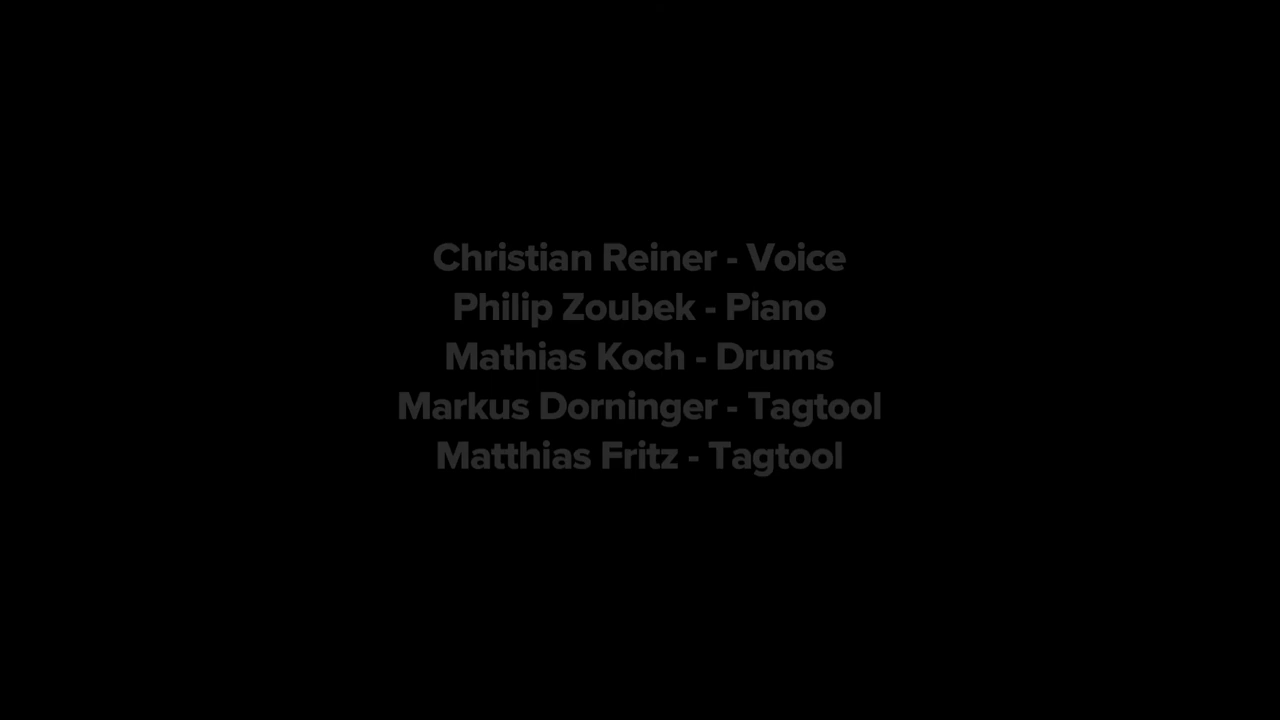 Christian Reiner - Voice
Philip Zoubek - Piano
Mathias Koch - Drums
Markus Dorninger - Tagtool
Matthias Fritz - Tagtool